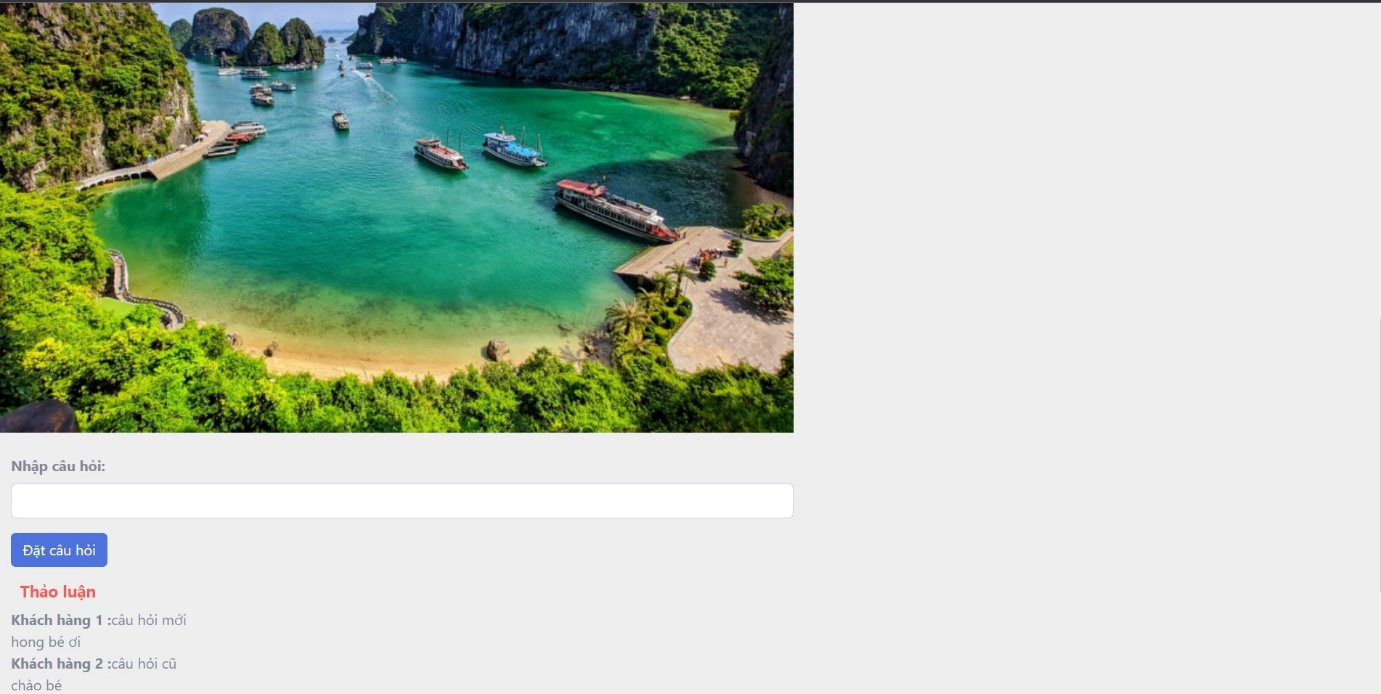 Nhập câu hỏi:
Đặt câu hỏi
Thảo luận
Khách hàng 1 :câu hỏi mới
hong bé ơi
Khách hàng 2 :câu hỏi cũ
chào bé